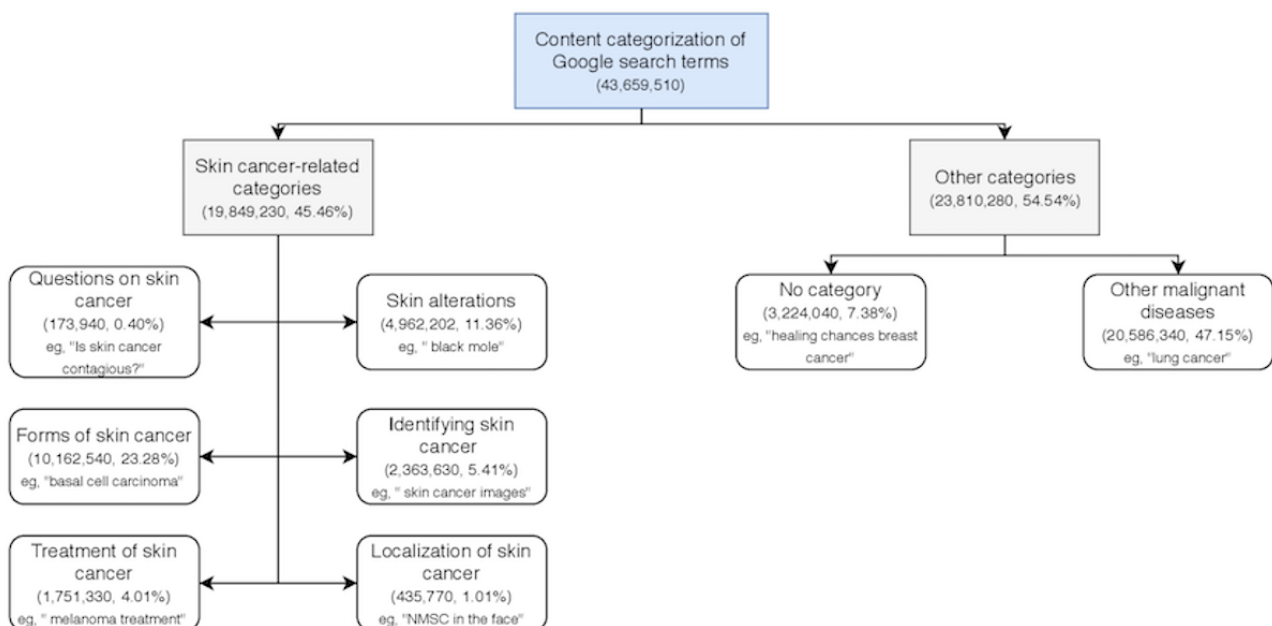 Content categorization of
Google search terms
(43,659,510)
Skin cancer-related
categories
(19,849,230, 45.46%)
Other categories
(23,810,280, 54.54%)
Questions on skin
cancer
(173,940, 0.40%)
eg, "Is skin cancer
contagious?"
Skin alterations
(4,962,202, 11.36%)
eg, " black mole"
No category
(3,224,040, 7.38%)
eg, "healing chances breast
cancer"
Other malignant
diseases
(20,586,340, 47.15%)
eg, "lung cancer"
Forms of skin cancer
(10,162,540, 23.28%)
eg, "basal cell carcinoma"
Identifying skin
cancer
(2,363,630, 5.41%)
eg, " skin cancer images"
Treatment of skin
cancer
(1,751,330, 4.01%)
eg, " melanoma treatment"
Localization of skin
cancer
(435,770, 1.01%)
eg, "NMSC in the face"